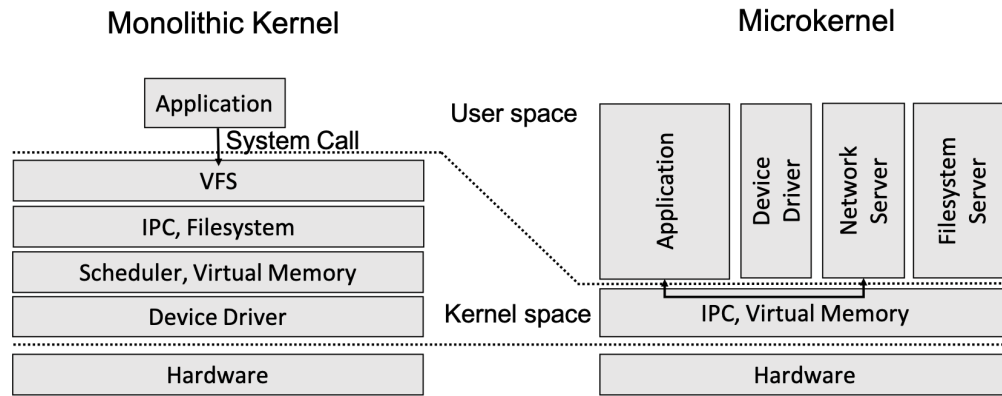 Monolithic Kernel
Microkernel
Application
System Call
VFS
IPC, Filesystem
Scheduler, Virtual Memory
Device Driver
Hardware
User space
Kernel space
Application
Device
Driver
Network
Server
Filesystem
Server
IPC, Virtual Memory
Hardware